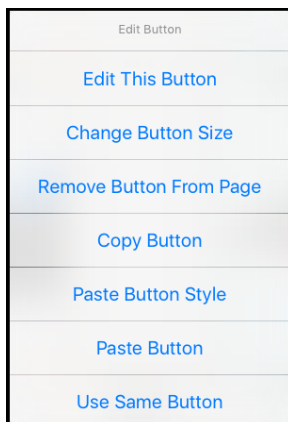 Edit Button
Edit This Button
Change Button Size
Remove Button From Page
Copy Button
Paste Button Style
Paste Button
Use Same Button